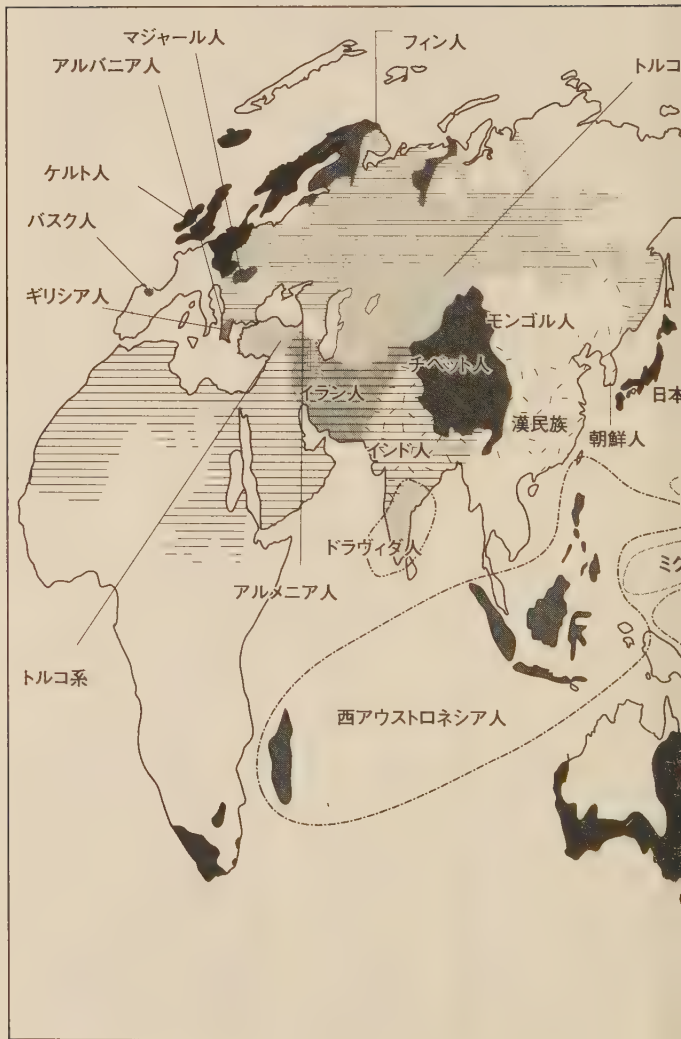 マジャール人
フィン人
アルバニア人
トルコ
ケルト人
バスク人
ギリシア人
モンゴル人
チベット人
イラン人
日本
漢民族
朝鮮人
インド人
ドラヴィダ人
ミク
アルメニア人
トルコ系
西アウストロネシア人